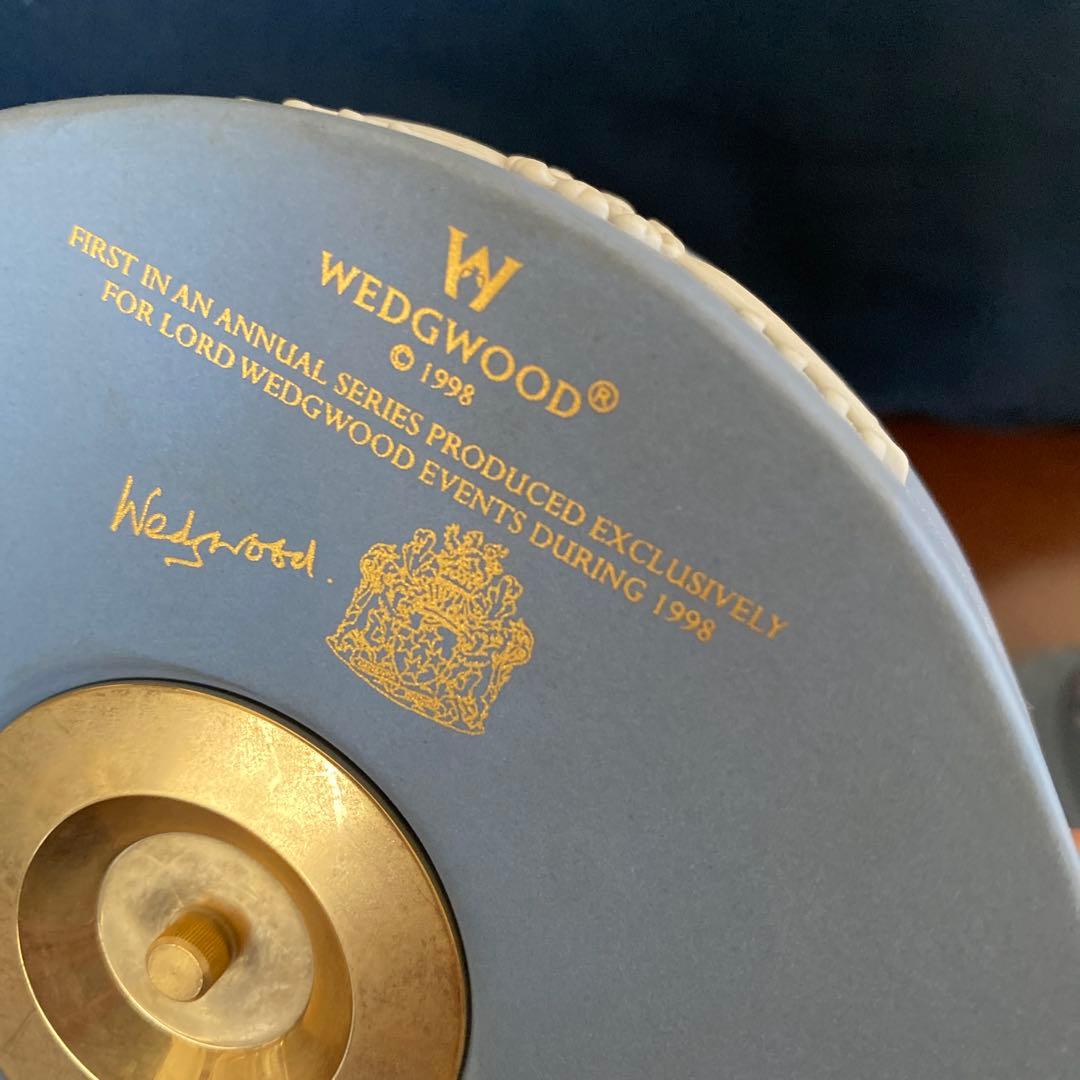 W
WEDGWOOD®
© 1998
FIRST IN AN ANNUAL SERIES PRODUCED EXCLUSIVELY
FOR LORD WEDGWOOD EVENTS DURING 1998
Wedgwood.